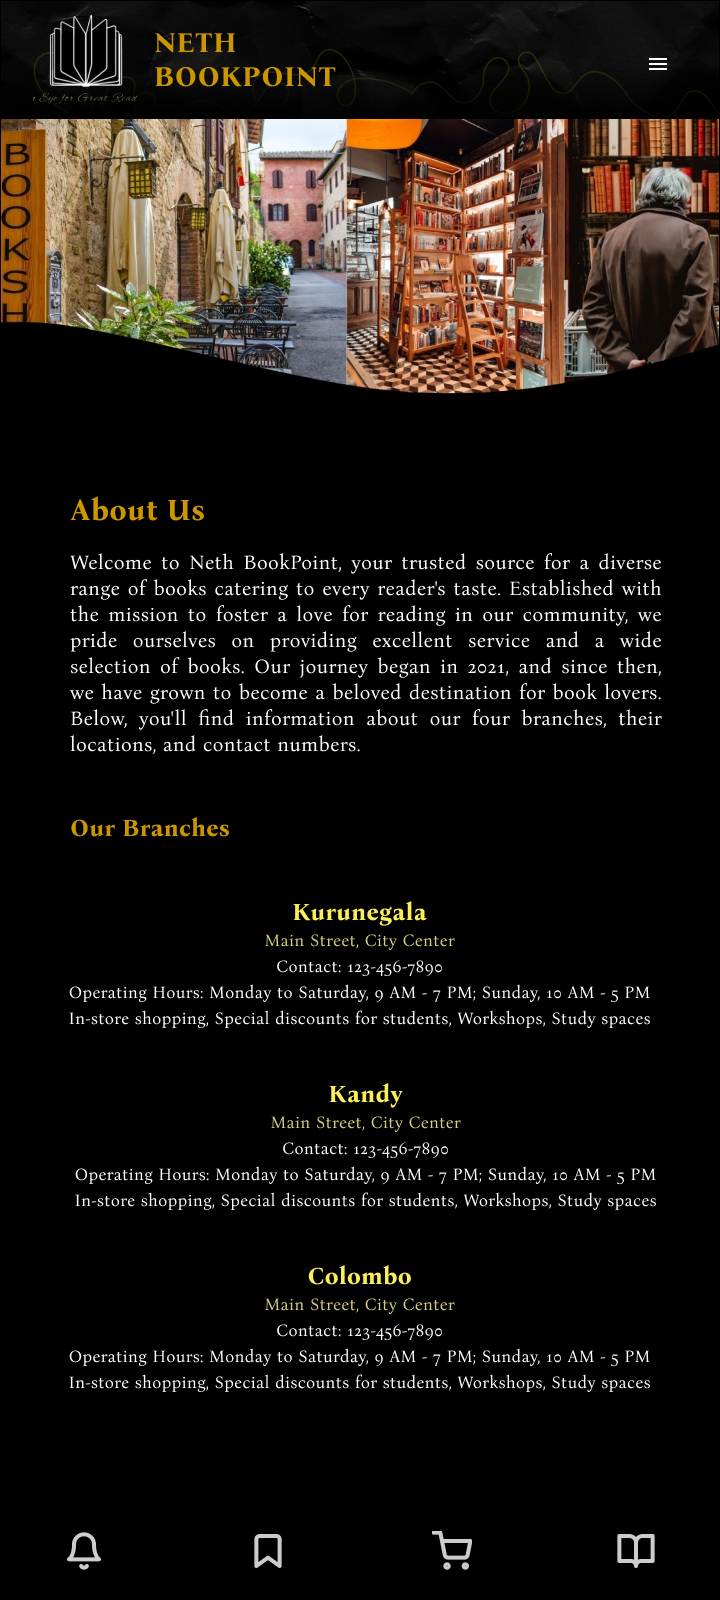 NETH
BOOKPOINT
Eye for Great Read
BOOKSH
About Us
Welcome to Neth BookPoint, your trusted source for a diverse
range of books catering to every reader's taste. Established with
the mission to foster a love for reading in our community, we
pride ourselves on providing excellent service and a wide
selection of books. Our journey began in 2021, and since then,
we have grown to become a beloved destination for book lovers.
Below, you'll find information about our four branches, their
locations, and contact numbers.
Our Branches
Kurunegala
Main Street, City Center
Contact: 123-456-7890
Operating Hours: Monday to Saturday, 9 AM - 7 PM; Sunday, 10 AM - 5 PM
In-store shopping, Special discounts for students, Workshops, Study spaces
Kandy
Main Street, City Center
Contact: 123-456-7890
Operating Hours: Monday to Saturday, 9 AM - 7 PM; Sunday, 10 AM - 5 PM
In-store shopping, Special discounts for students, Workshops, Study spaces
Colombo
Main Street, City Center
Contact: 123-456-7890
Operating Hours: Monday to Saturday, 9 AM - 7 PM; Sunday, 10 AM - 5 PM
In-store shopping, Special discounts for students, Workshops, Study spaces